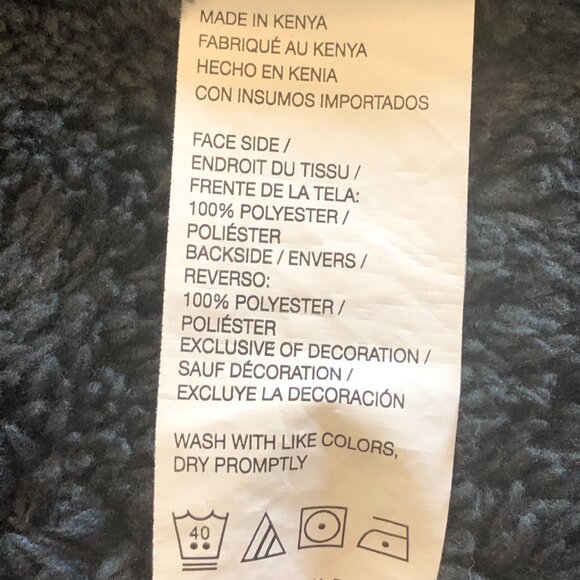 MADE IN KENYA
FABRIQUÉ AU KENYA
HECHO EN KENIA
CON INSUMOS IMPORTADOS
FACE SIDE /
ENDROIT DU TISSU /
FRENTE DE LA TELA:
100% POLYESTER /
POLIÉSTER
BACKSIDE / ENVERS /
REVERSO:
100% POLYESTER /
POLIÉSTER
EXCLUSIVE OF DECORATION /
SAUF DÉCORATION /
EXCLUYE LA DECORACIÓN
WASH WITH LIKE COLORS,
DRY PROMPTLY
40